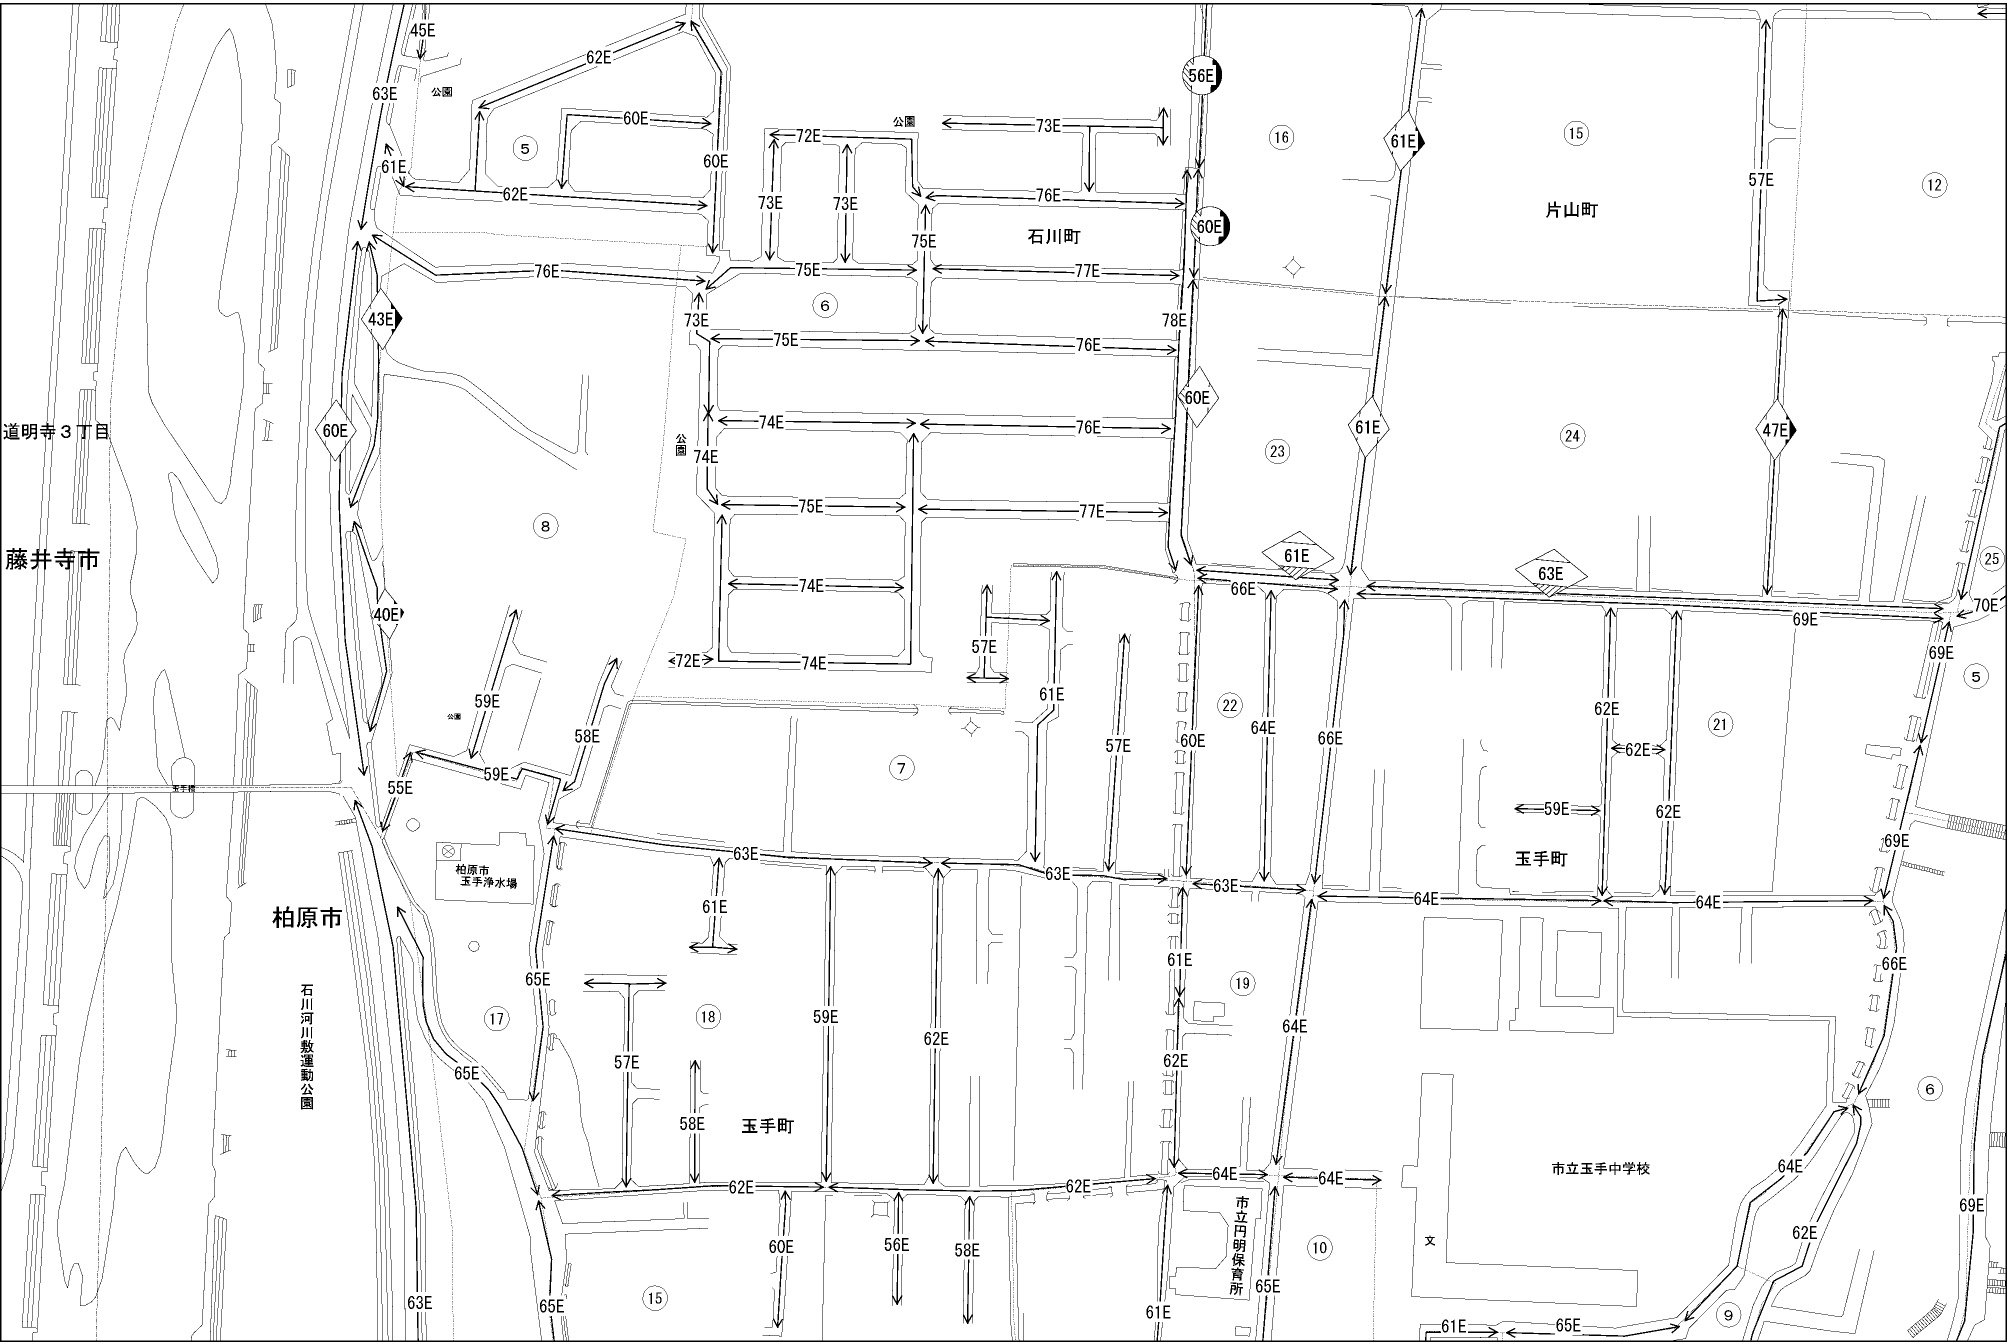 45E
62E
63E
公園
60E
56E
⑤
61E
62E
60E
72E
公園
73E
16
61E
15
57E
12
73E
73E
76E
75E
石川町
60E
片山町
76E
75E
77E
⑥
43E
73E
75E
78E
76E
60E
道明寺3丁目
60E
74E
76E
61E
24
47E
公園
74E
23
75E
77E
⑧
藤井寺市
61E
63E
25
74E
66E
40E
70E
69E
57E
72E
74E
69E
⑤
59E
61E
公園
22
62E
21
58E
57E
60E
64E
66E
62E
⑦
59E
55E
玉手橋
59E
62E
69E
63E
玉手町
柏原市
玉手浄水場
63E
63E
61E
64E
64E
柏原市
61E
66E
65E
19
石川河川敷運動公園
17
18
59E
64E
62E
57E
62E
65E
⑥
58E
玉手町
64E
64E
64E
市立玉手中学校
62E
62E
市立円明保育所
69E
60E
56E
58E
10
文
62E
65E
15
63E
65E
61E
⑨
61E
65E